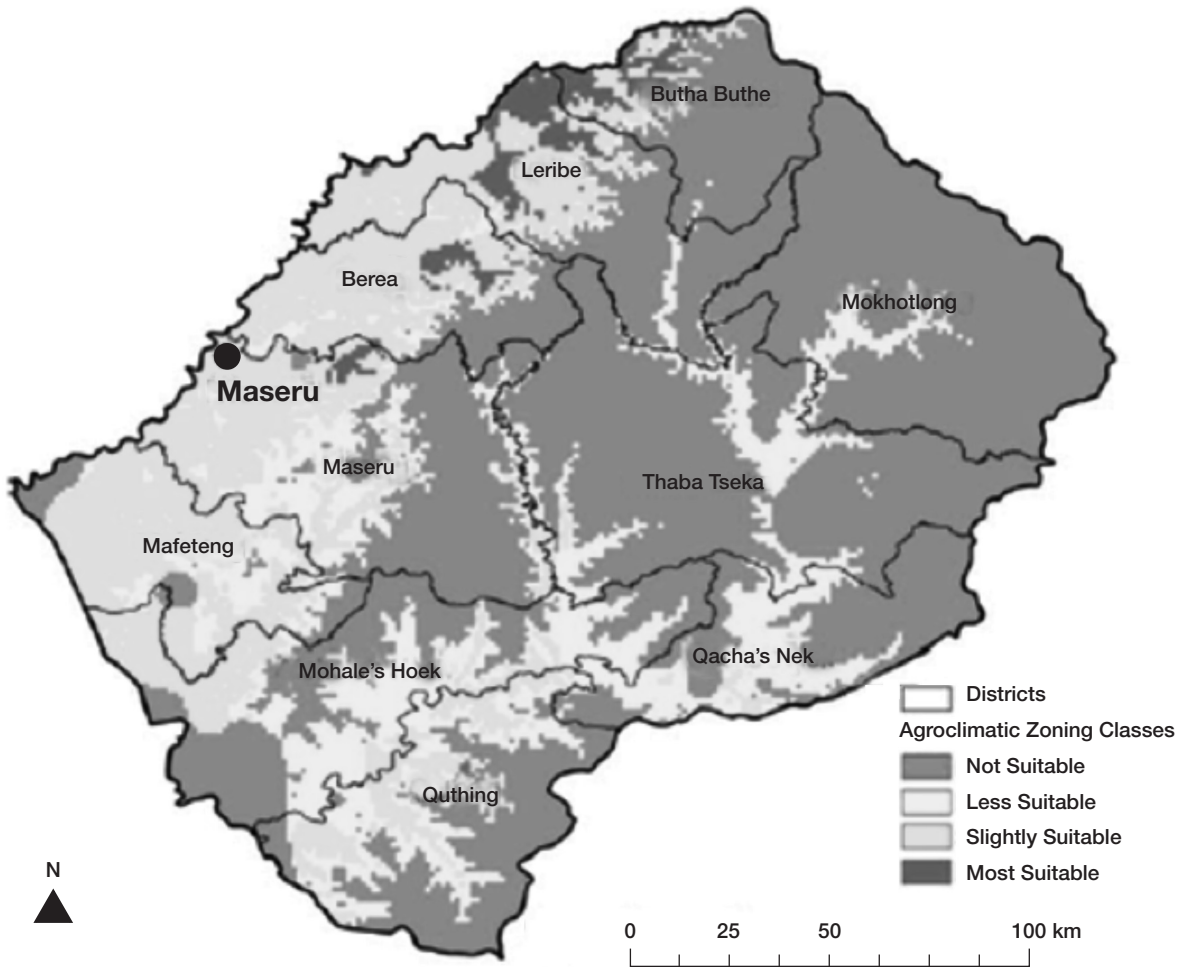 Butha Buthe
Leribe
Berea
Mokhotlong
Maseru
Maseru
Thaba Tseka
Mafeteng
Qacha's Nek
Mohale's Hoek
Quthing
Districts
Agroclimatic Zoning Classes
Not Suitable
Less Suitable
Slightly Suitable
Most Suitable
N
0 25 50 100 km